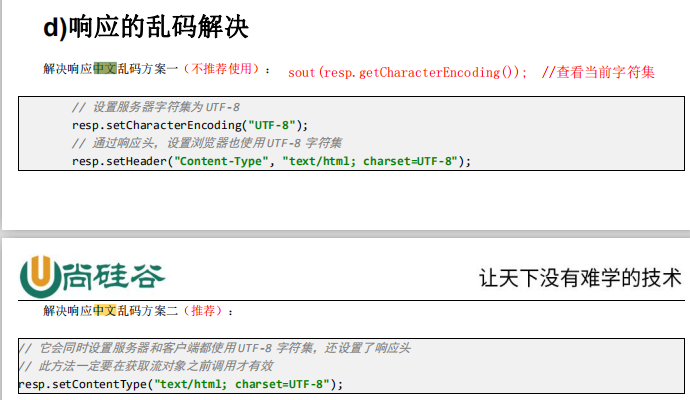 d)响应的乱码解决
解决响应中文乱码方案一（不推荐使用）： sout(resp.getCharacterEncoding()); //查看当前字符集
// 设置服务器字符集为 UTF-8
resp.setCharacterEncoding("UTF-8");
// 通过响应头，设置浏览器也使用 UTF-8 字符集
resp.setHeader("Content-Type", "text/html; charset=UTF-8");
尚硅谷 让天下没有难学的技术
解决响应中文乱码方案二（推荐）：
// 它会同时设置服务器和客户端都使用 UTF-8 字符集，还设置了响应头
// 此方法一定要在获取流对象之前调用才有效
resp.setContentType("text/html; charset=UTF-8");